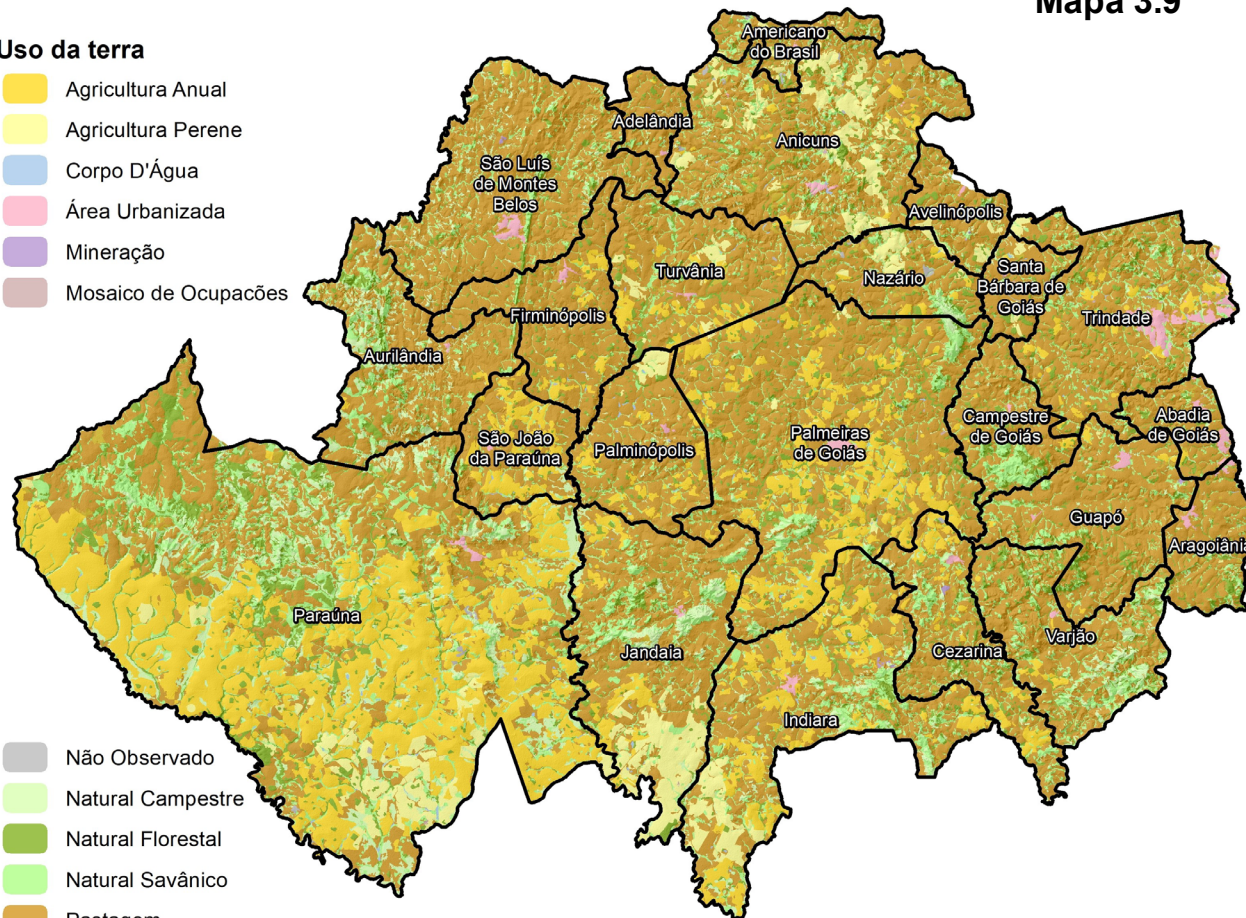 Mapa 3.9
Uso da terra
Agricultura Anual
Agricultura Perene
Corpo D'Água
Área Urbanizada
Mineração
Mosaico de Ocupacões
Não Observado
Natural Campestre
Natural Florestal
Natural Savânico
Pastagem
Americano
do Brasil
Adelândia
Anicuns
São Luís
de Montes
Belos
Avelinópolis
Turvânia
Nazário
Santa
Bárbara de
Goiás
Firminópolis
Trindade
Aurilândia
Campestre
de Goiás
Abadia
de Goiás
São João
da Paraúna
Palminópolis
Palmeiras
de Goiás
Guapó
Aragoiânia
Paraúna
Jandaia
Cezarina
Varjão
Indiara